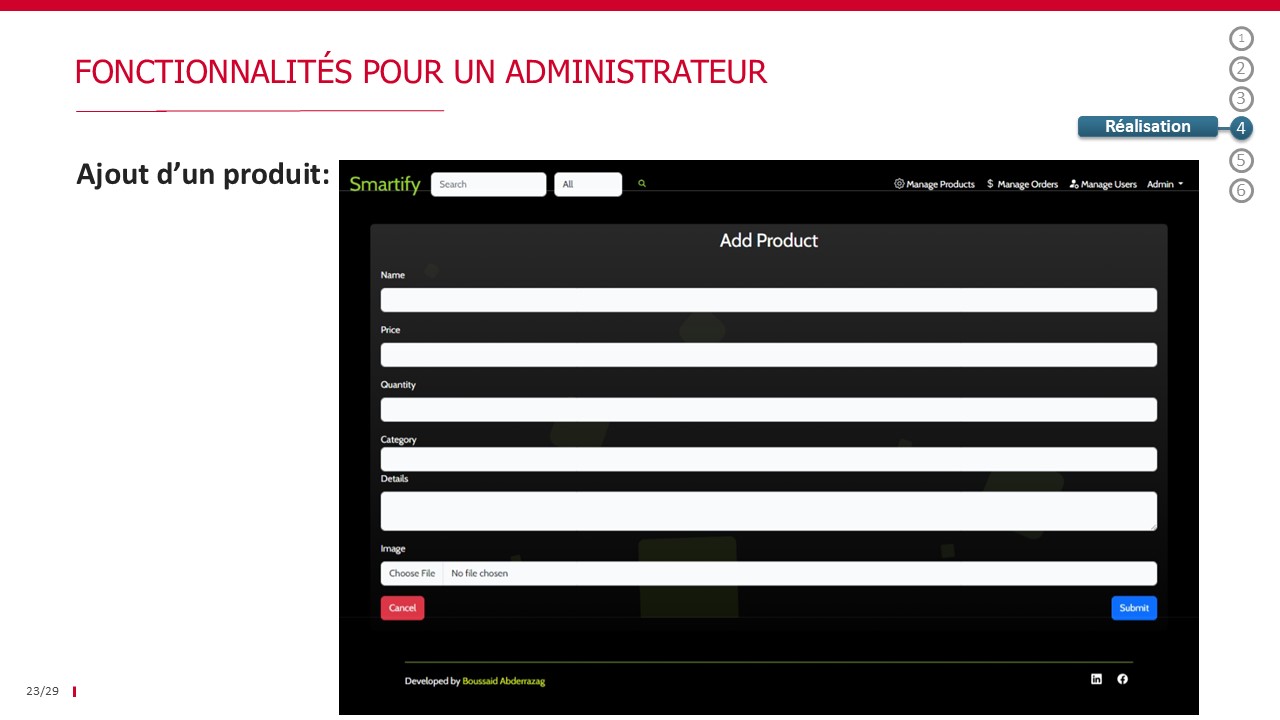 FONCTIONNALITÉS POUR UN ADMINISTRATEUR
1
2
3
Réalisation 4
5
6
Ajout d’un produit:
Smartify Search All Manage Products $ Manage Orders Manage Users Admin
Add Product
Name
Price
Quantity
Category
Details
Image
Choose File No file chosen
Cancel Submit
Developed by Boussaid Abderrazag
23/29